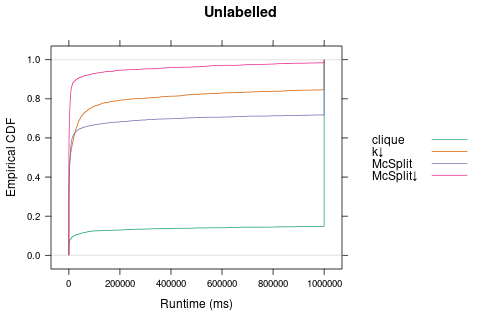 Unlabelled
Empirical CDF
1.0
0.8
0.6
0.4
0.2
0.0
0
200000
400000
600000
800000
1000000
Runtime (ms)
clique
k↓
McSplit
McSplit↓